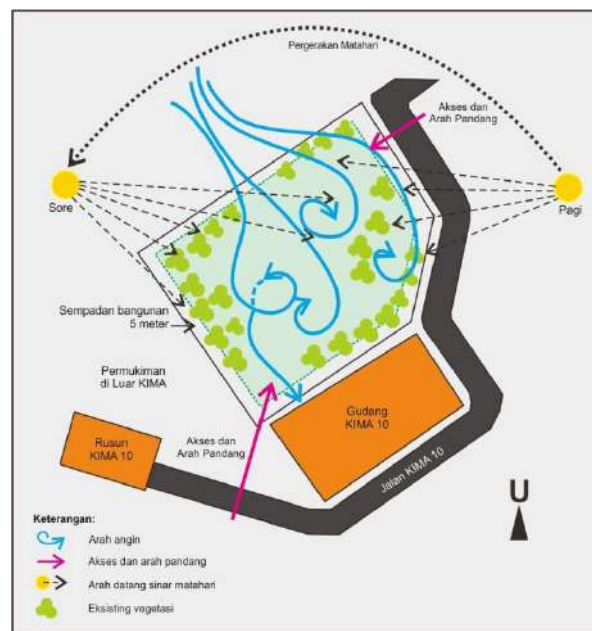 Pergerakan Matahari
Akses dan
Arah Pandang
Sore
Pagi
Sempadan bangunan
5 meter
Permukiman
di Luar KIMA
Akses dan
Arah Pandang
Gudang
KIMA 10
Rusun
KIMA 10
Jalan KIMA 10
U
Keterangan:
Arah angin
Akses dan arah pandang
Arah datang sinar matahari
Eksisting vegetasi